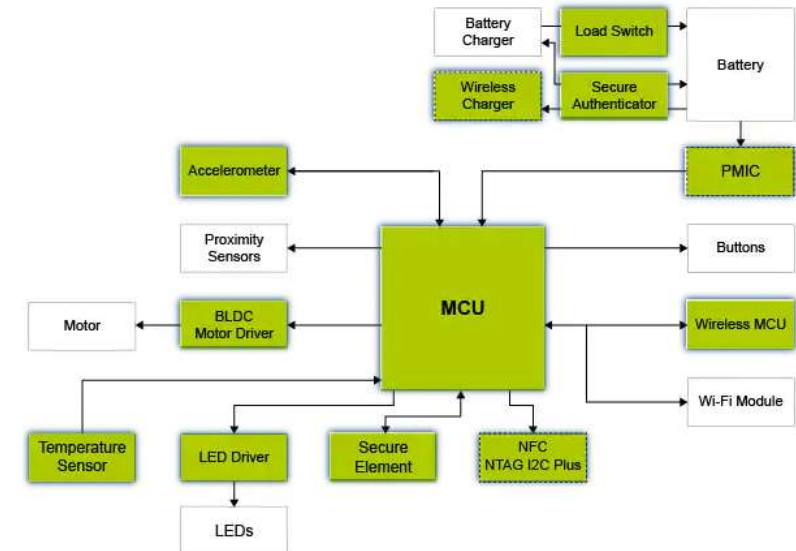 Battery
Charger
Load Switch
Battery
Wireless
Charger
Secure
Authenticator
Accelerometer
PMIC
Proximity
Sensors
MCU
Buttons
Motor
BLDC
Motor Driver
Wireless MCU
Wi-Fi Module
Temperature
Sensor
LED Driver
Secure
Element
NFC
NTAG I2C Plus
LEDs